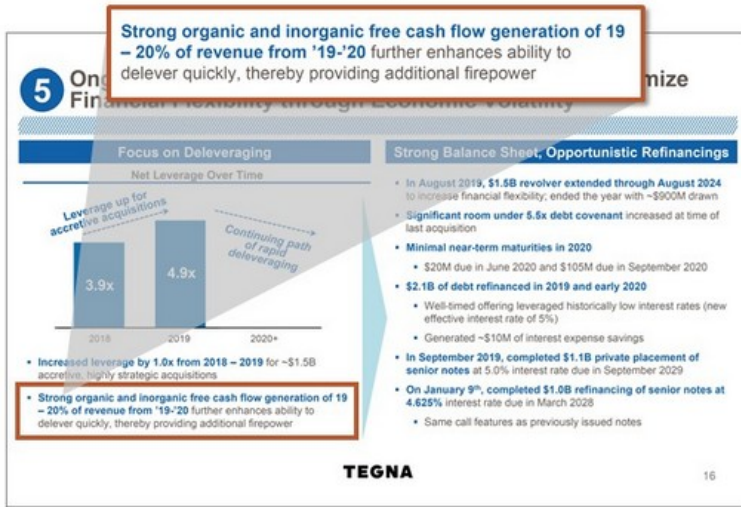 Strong organic and inorganic free cash flow generation of 19
– 20% of revenue from '19-'20 further enhances ability to
delever quickly, thereby providing additional firepower
5
mize
Financial Flexibility through Economic Volatility
Focus on Deleveraging
Net Leverage Over Time
Leverage up for
accretive acquisitions
Continuing path
of rapid
deleveraging
3.9x
4.9x
2018
2019
2020+
• Increased leverage by 1.0x from 2018 – 2019 for ~$1.5B
accretive, highly strategic acquisitions
• Strong organic and inorganic free cash flow generation of 19
– 20% of revenue from '19-'20 further enhances ability to
delever quickly, thereby providing additional firepower
Strong Balance Sheet, Opportunistic Refinancings
• In August 2019, $1.5B revolver extended through August 2024
to increase financial flexibility; ended the year with ~$900M drawn
• Significant room under 5.5x debt covenant increased at time of
last acquisition
• Minimal near-term maturities in 2020
• $20M due in June 2020 and $105M due in September 2020
• $2.1B of debt refinanced in 2019 and early 2020
• Well-timed offering leveraged historically low interest rates (new
effective interest rate of 5%)
• Generated ~$10M of interest expense savings
• In September 2019, completed $1.1B private placement of
senior notes at 5.0% interest rate due in September 2029
• On January 9th, completed $1.0B refinancing of senior notes at
4.625% interest rate due in March 2028
• Same call features as previously issued notes
TEGNA
16